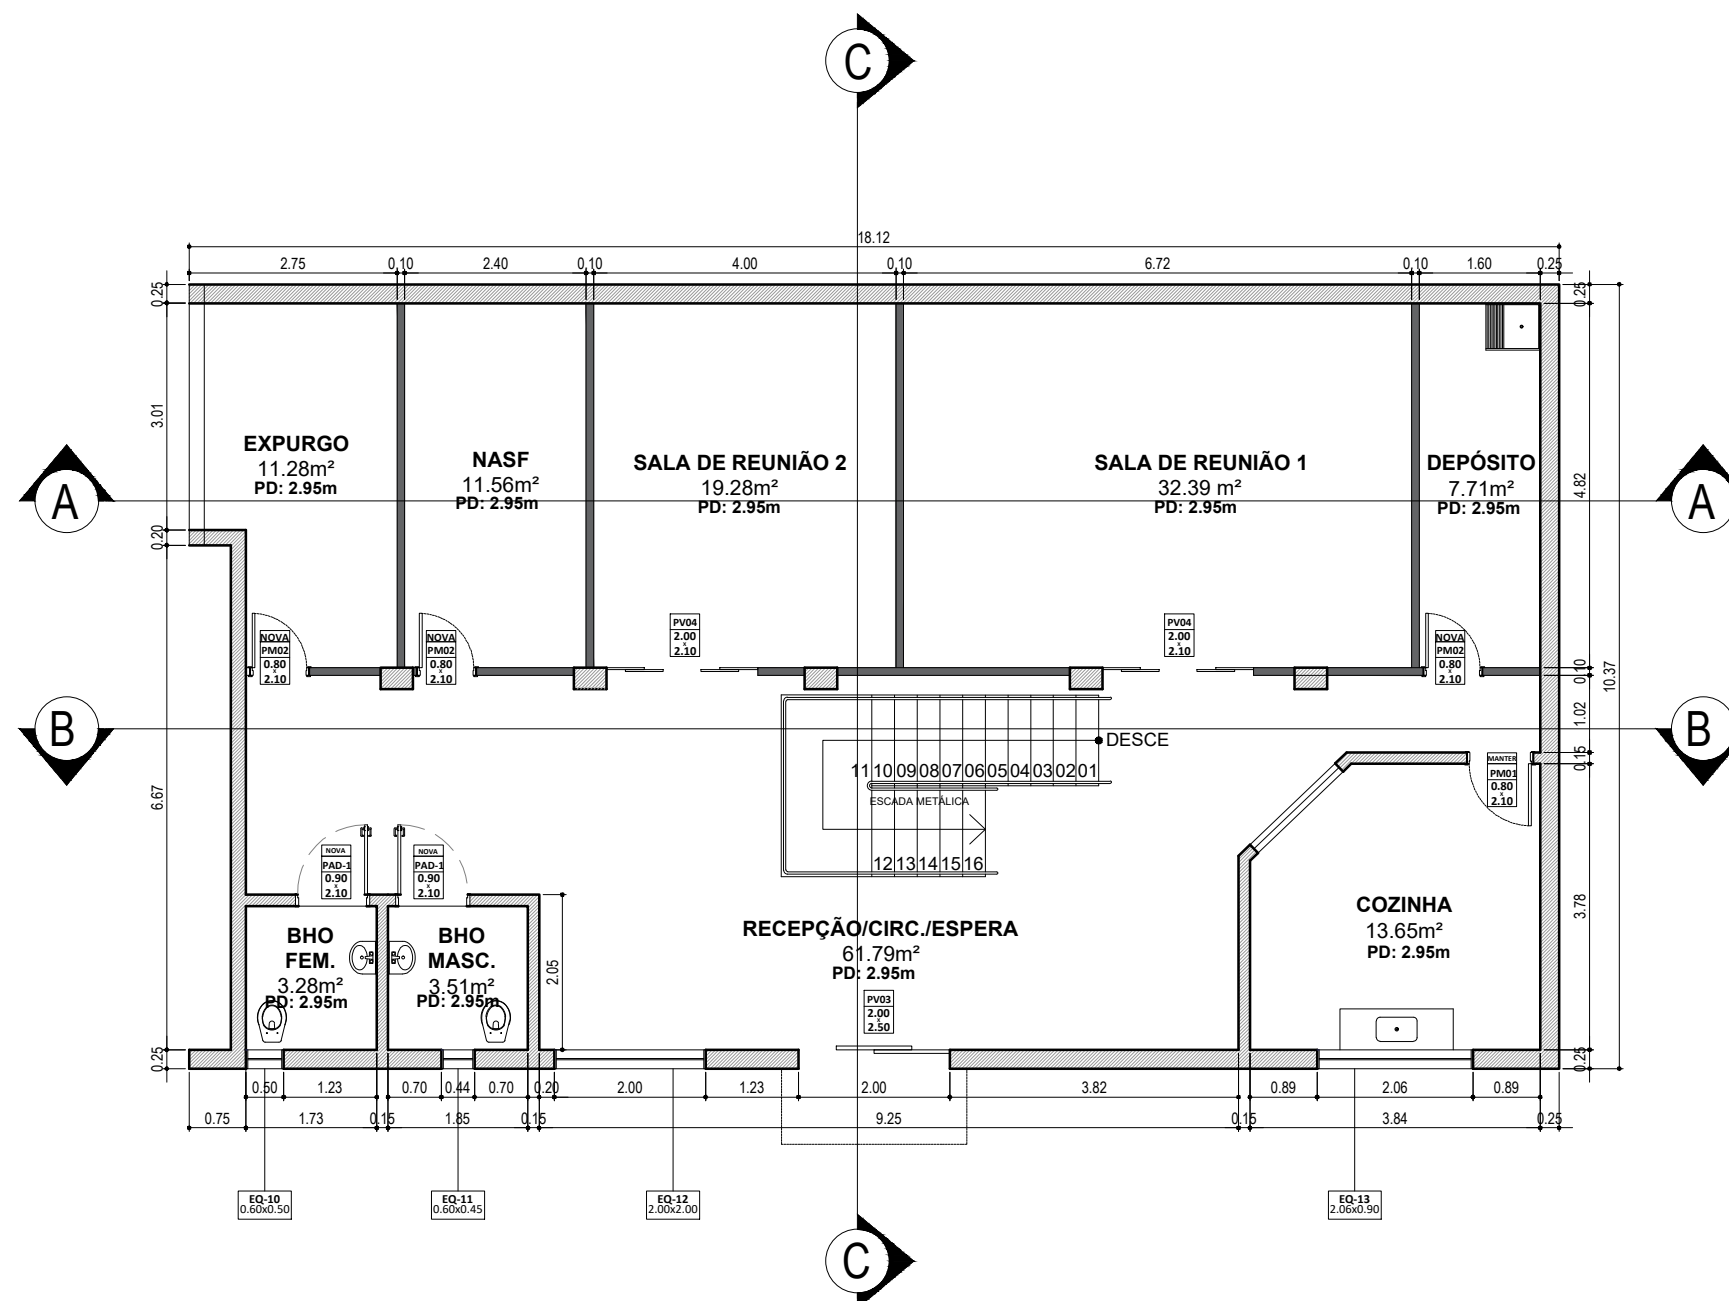 C
18.12
2.75 0.10 2.40 0.10 4.00 0.10 6.72 0.10 1.60 0.25
0.25
0.25
3.01
EXPURGO
11.28m²
PD: 2.95m
NASF
11.56m²
PD: 2.95m
SALA DE REUNIÃO 2
19.28m²
PD: 2.95m
SALA DE REUNIÃO 1
32.39 m²
PD: 2.95m
DEPÓSITO
7.71m²
PD: 2.95m
4.82
A
A
0.20
NOVA
PM02
0.80
x
2.10
NOVA
PM02
0.80
x
2.10
PV04
2.00
x
2.10
PV04
2.00
x
2.10
NOVA
PM02
0.80
x
2.10
0.10
10.37
1.02
B
B
DESCE
0.15
11 10 09 08 07 06 05 04 03 02 01
ESCADA METÁLICA
12 13 14 15 16
MANTER
PM01
0.80
x
2.10
6.67
NOVA
PAD-1
0.90
x
2.10
NOVA
PAD-1
0.90
x
2.10
3.78
BHO
FEM.
3.28m²
PD: 2.95m
BHO
MASC.
3.51m²
PD: 2.95m
2.05
RECEPÇÃO/CIRC./ESPERA
61.79m²
PD: 2.95m
PV03
2.00
x
2.50
COZINHA
13.65m²
PD: 2.95m
0.25
0.25
0.50 1.23 0.70 0.44 0.70 0.20 2.00 1.23 2.00 3.82 0.89 2.06 0.89
0.75 1.73 0.15 1.85 0.15 9.25 0.15 3.84 0.25
EQ-10
0.60x0.50
EQ-11
0.60x0.45
EQ-12
2.00x2.00
EQ-13
2.06x0.90
C